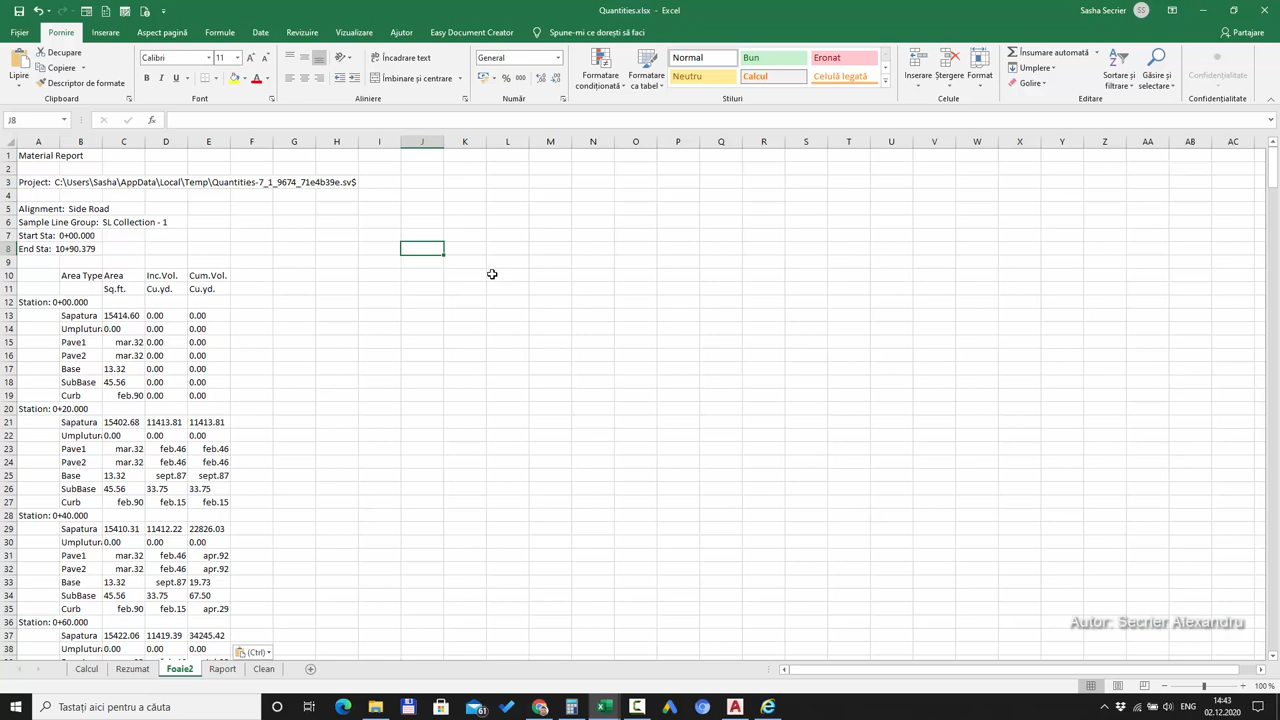 Quantities.xlsx - Excel
Sasha Secrier SS
Fișier Pornire Inserare Aspect pagină Formule Date Revizuire Vizualizare Dezvoltator Ajutor Easy Document Creator Spune-mi ce doresti să faci Partajare
Lipire Decupare Copiere Descriptor de formate Clipboard
Calibri 11 Font
Încadrare text Îmbinare și centrare Aliniere
General Număr
Formatare condiționată Formatare ca tabel
Normal Bun Eronat
Neutru Calcul Celulă legată
Stiluri
Inserare Ștergere Format Celule
Însumare automată Umplere Golire Sortare și filtrare Găsire și selectare Editare
Confidențialitate Confidențialitate
J8 fx
A B C D E F G H I J K L M N O P Q R S T U V W X Y Z AA AB AC
1 Material Report
2
3 Project: C:\Users\Sasha\AppData\Local\Temp\Quantities-7_1_9674_71e4b39e.sv$
4
5 Alignment: Side Road
6 Sample Line Group: SL Collection - 1
7 Start Sta: 0+00.000
8 End Sta: 10+90.379
9
10 Area Type Area Inc.Vol. Cum.Vol.
11 Sq.ft. Cu.yd. Cu.yd.
12 Station: 0+00.000
13 Sapatura 15414.60 0.00 0.00
14 Umplutura 0.00 0.00 0.00
15 Pave1 mar.32 0.00 0.00
16 Pave2 mar.32 0.00 0.00
17 Base 13.32 0.00 0.00
18 SubBase 45.56 0.00 0.00
19 Curb feb.90 0.00 0.00
20 Station: 0+20.000
21 Sapatura 15402.68 11413.81 11413.81
22 Umplutura 0.00 0.00 0.00
23 Pave1 mar.32 feb.46 feb.46
24 Pave2 mar.32 feb.46 feb.46
25 Base 13.32 sept.87 sept.87
26 SubBase 45.56 33.75 33.75
27 Curb feb.90 feb.15 feb.15
28 Station: 0+40.000
29 Sapatura 15410.31 11412.22 22826.03
30 Umplutura 0.00 0.00 0.00
31 Pave1 mar.32 feb.46 apr.92
32 Pave2 mar.32 feb.46 apr.92
33 Base 13.32 sept.87 19.73
34 SubBase 45.56 33.75 67.50
35 Curb feb.90 feb.15 apr.29
36 Station: 0+60.000
37 Sapatura 15422.06 11419.39 34245.42
38 Umplutura 0.00 0.00 0.00
(Ctrl)
Autor: Secrier Alexandru
Calcul Rezumat Foaie2 Raport Clean
100 %
Tastați aici pentru a căuta
61
14:43
02.12.2020